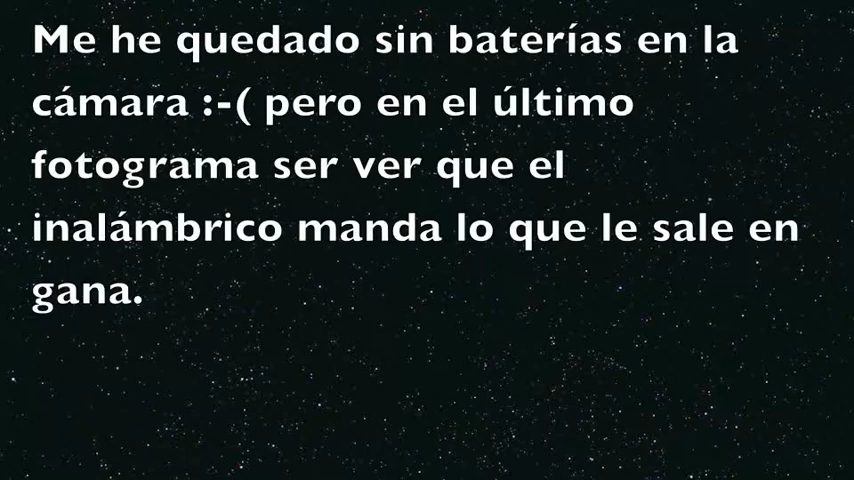 Me he quedado sin baterías en la
cámara :-( pero en el último
fotograma ser ver que el
inalámbrico manda lo que le sale en
gana.